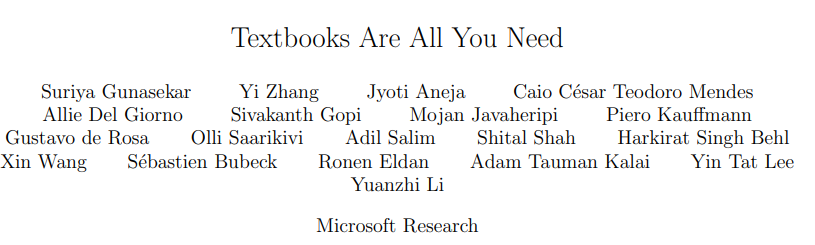 Textbooks Are All You Need
Suriya Gunasekar Yi Zhang Jyoti Aneja Caio César Teodoro Mendes
Allie Del Giorno Sivakanth Gopi Mojan Javaheripi Piero Kauffmann
Gustavo de Rosa Olli Saarikivi Adil Salim Shital Shah Harkirat Singh Behl
Xin Wang Sébastien Bubeck Ronen Eldan Adam Tauman Kalai Yin Tat Lee
Yuanzhi Li
Microsoft Research